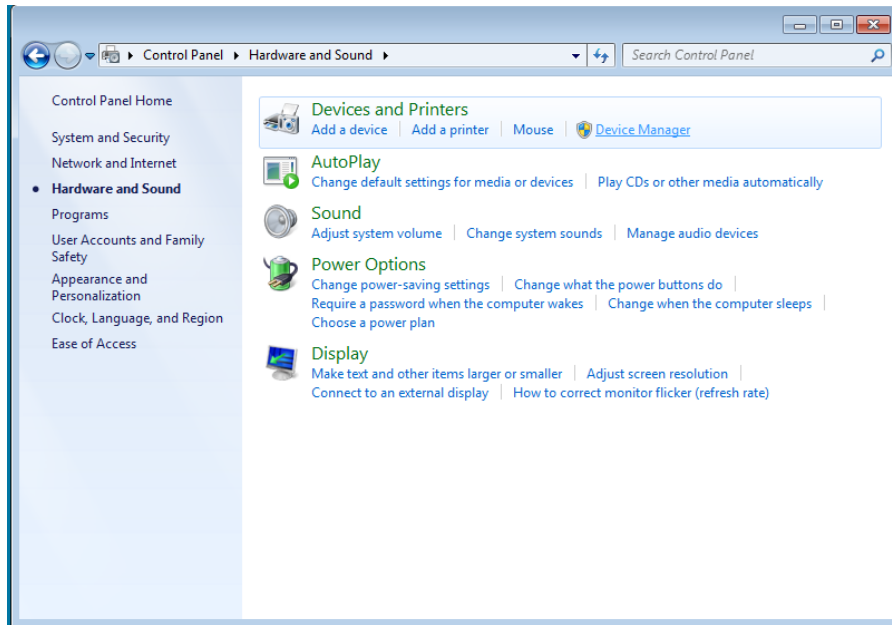 Control Panel Hardware and Sound Search Control Panel
Control Panel Home
System and Security
Network and Internet
Hardware and Sound
Programs
User Accounts and Family
Safety
Appearance and
Personalization
Clock, Language, and Region
Ease of Access
Devices and Printers
Add a device Add a printer Mouse Device Manager
AutoPlay
Change default settings for media or devices Play CDs or other media automatically
Sound
Adjust system volume Change system sounds Manage audio devices
Power Options
Change power-saving settings Change what the power buttons do
Require a password when the computer wakes Change when the computer sleeps
Choose a power plan
Display
Make text and other items larger or smaller Adjust screen resolution
Connect to an external display How to correct monitor flicker (refresh rate)